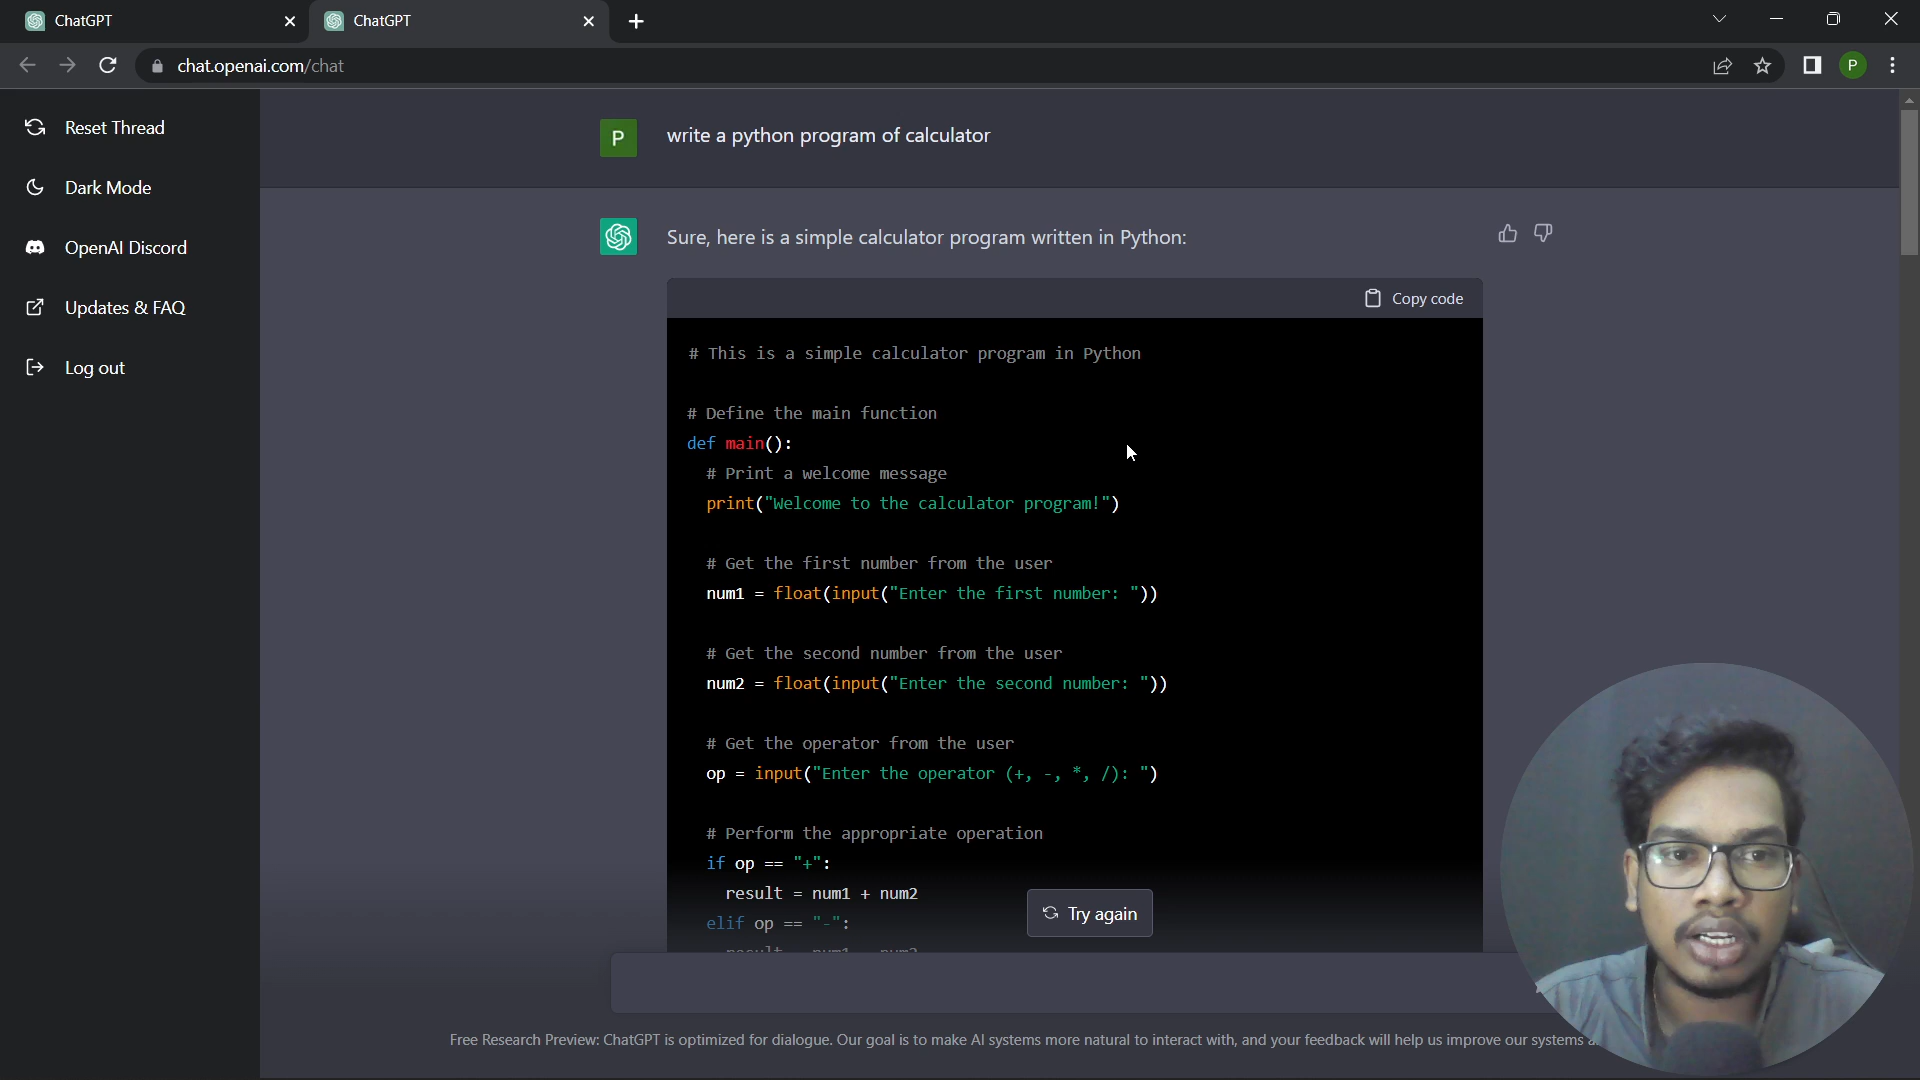 ChatGPT
ChatGPT
chat.openai.com/chat
P
Reset Thread
Dark Mode
OpenAI Discord
Updates & FAQ
Log out
P
write a python program of calculator
Sure, here is a simple calculator program written in Python:
Copy code
# This is a simple calculator program in Python
# Define the main function
def main():
# Print a welcome message
print("Welcome to the calculator program!")
# Get the first number from the user
num1 = float(input("Enter the first number: "))
# Get the second number from the user
num2 = float(input("Enter the second number: "))
# Get the operator from the user
op = input("Enter the operator (+, -, *, /): ")
# Perform the appropriate operation
if op == "+":
result = num1 + num2
elif op == "-":
Try again
Free Research Preview: ChatGPT is optimized for dialogue. Our goal is to make AI systems more natural to interact with, and your feedback will help us improve our systems